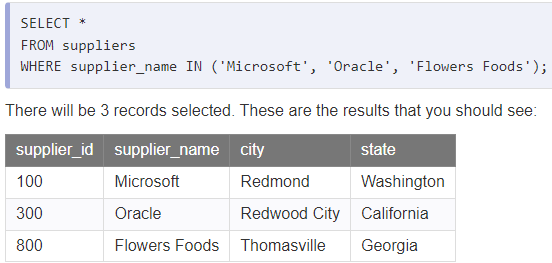 SELECT *
FROM suppliers
WHERE supplier_name IN ('Microsoft', 'Oracle', 'Flowers Foods');
There will be 3 records selected. These are the results that you should see:
supplier_id supplier_name city state
100 Microsoft Redmond Washington
300 Oracle Redwood City California
800 Flowers Foods Thomasville Georgia